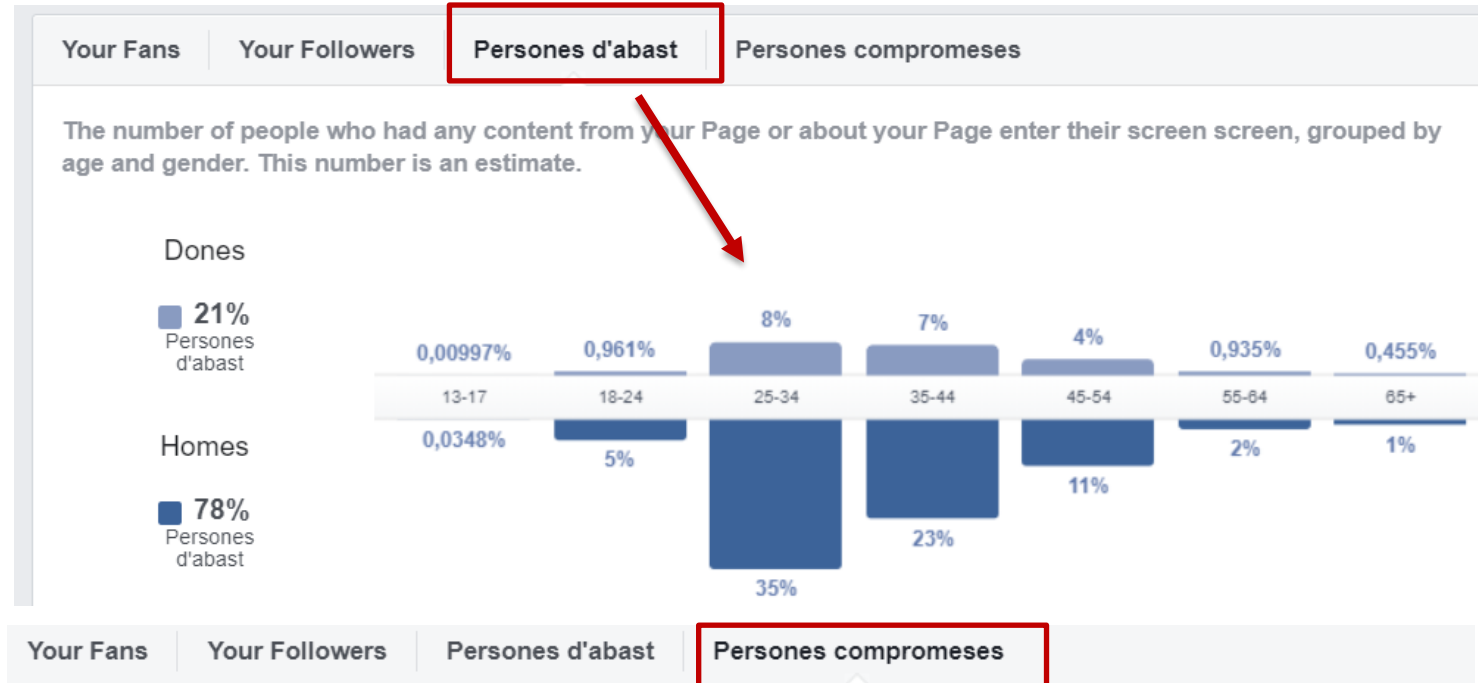 Your Fans Your Followers Persones d'abast Persones compromeses
The number of people who had any content from your Page or about your Page enter their screen screen, grouped by
age and gender. This number is an estimate.
Dones
21%
Persones
d'abast
0,00997% 0,961% 8% 7% 4% 0,935% 0,455%
13-17 18-24 25-34 35-44 45-54 55-64 65+
0,0348% 5% 35% 23% 11% 2% 1%
Homes
78%
Persones
d'abast
Your Fans Your Followers Persones d'abast Persones compromeses